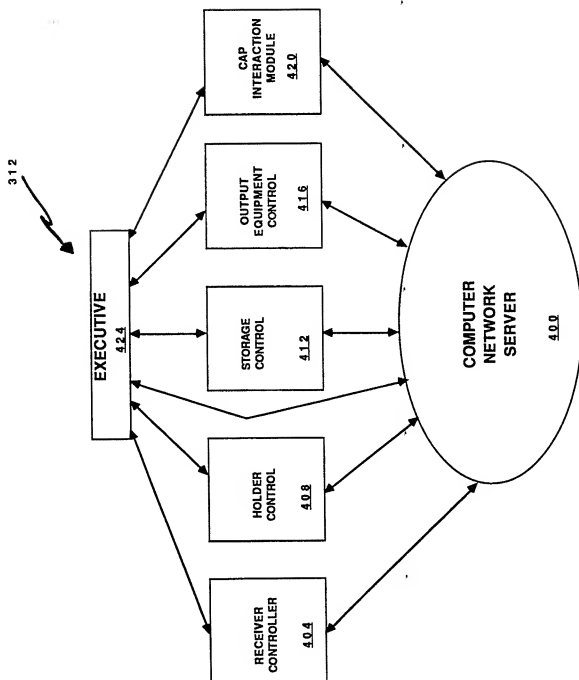 312
EXECUTIVE
424
RECEIVER
CONTROLLER
404
HOLDER
CONTROL
408
STORAGE
CONTROL
412
OUTPUT
EQUIPMENT
CONTROL
416
CAP
INTERACTION
MODULE
420
COMPUTER
NETWORK
SERVER
400